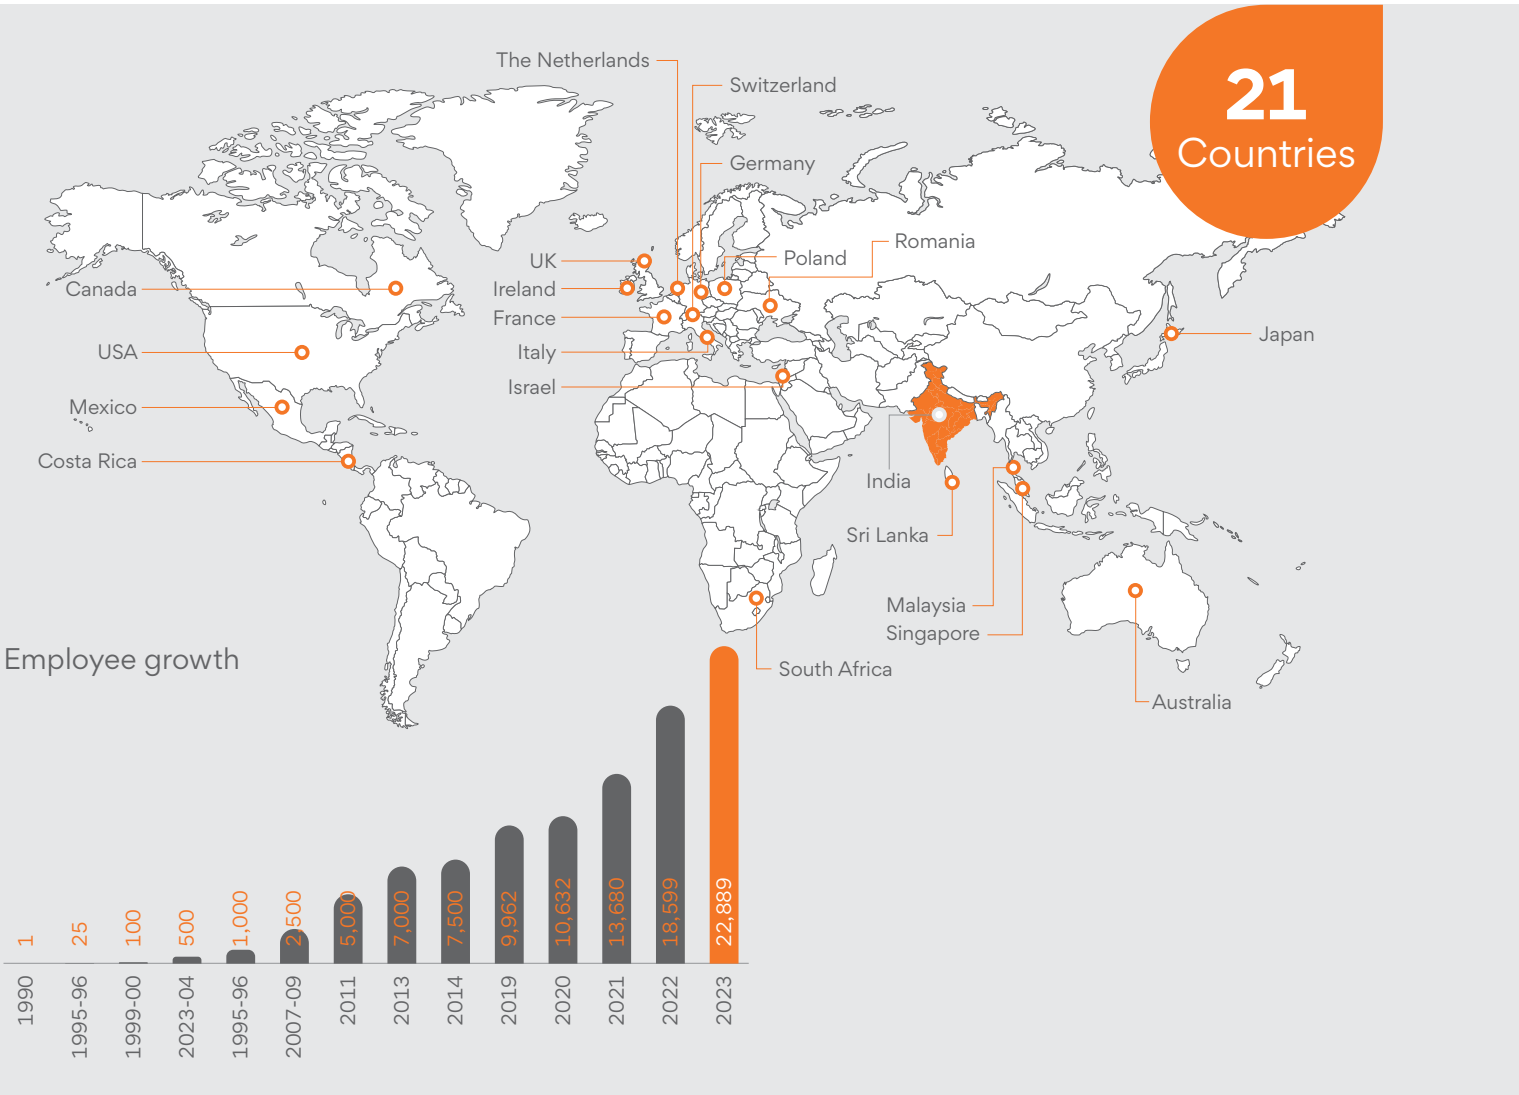 21
Countries
The Netherlands
Switzerland
Germany
Romania
Poland
UK
Ireland
France
Italy
Israel
Canada
USA
Mexico
Costa Rica
Japan
India
Sri Lanka
Malaysia
Singapore
South Africa
Australia
Employee growth
1
25
100
500
1,000
2,500
5,000
7,000
7,500
9,962
10,632
13,680
18,599
22,889
1990
1995-96
1999-00
2023-04
1995-96
2007-09
2011
2013
2014
2019
2020
2021
2022
2023